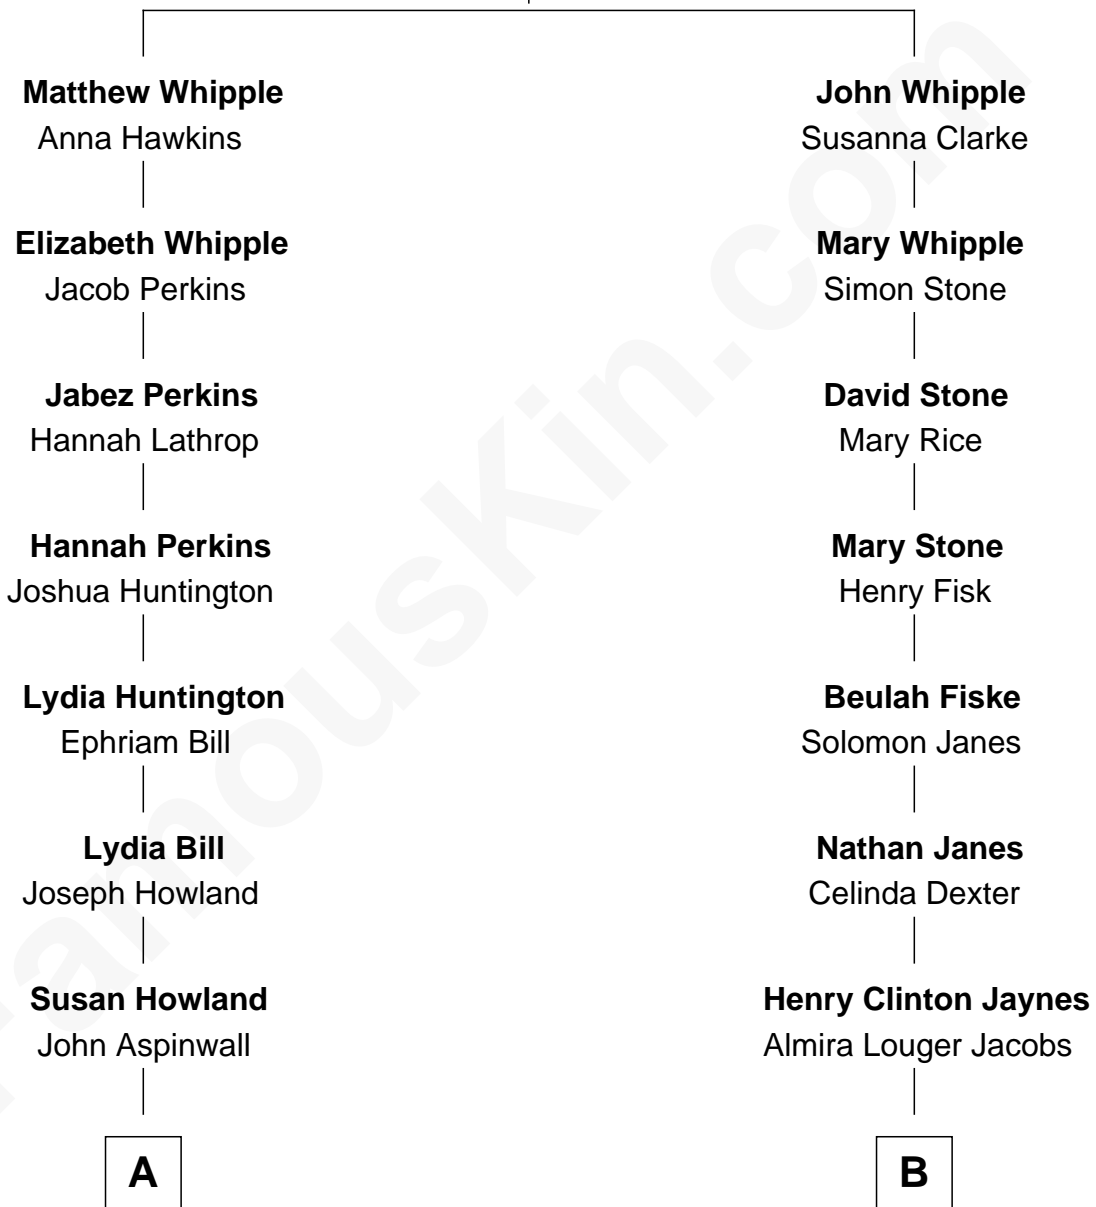 Matthew Whipple
Anna Hawkins
Elizabeth Whipple
Jacob Perkins
Jabez Perkins
Hannah Lathrop
Hannah Perkins
Joshua Huntington
Lydia Huntington
Ephriam Bill
Lydia Bill
Joseph Howland
Susan Howland
John Aspinwall
A
John Whipple
Susanna Clarke
Mary Whipple
Simon Stone
David Stone
Mary Rice
Mary Stone
Henry Fisk
Beulah Fiske
Solomon Janes
Nathan Janes
Celinda Dexter
Henry Clinton Jaynes
Almira Louger Jacobs
B
FamousKin.com